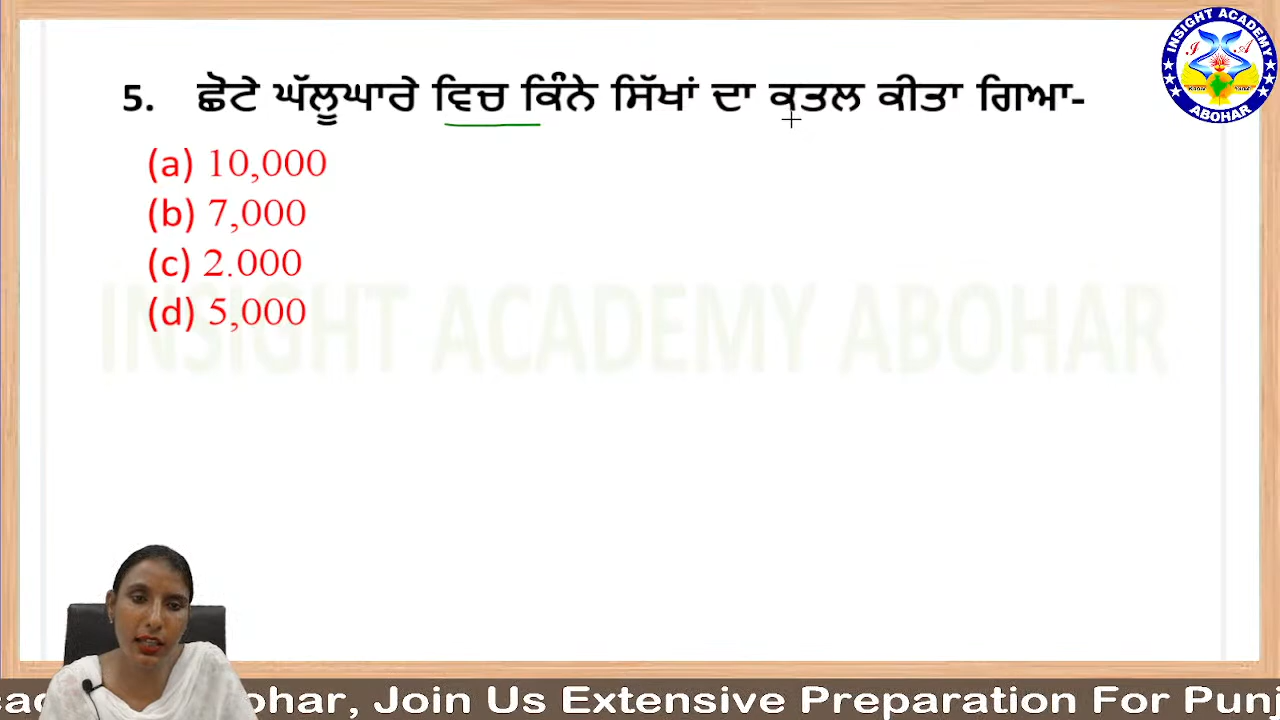 INSIGHT ACADEMY
I A
ABOHAR
5. ਛੋਟੇ ਘੱਲੂਘਾਰੇ ਵਿਚ ਕਿੰਨੇ ਸਿੱਖਾਂ ਦਾ ਕਤਲ ਕੀਤਾ ਗਿਆ-
(a) 10,000
(b) 7,000
(c) 2.000
(d) 5,000
INSIGHT ACADEMY ABOHAR
ohar, Join Us Extensive Preparation For Pun